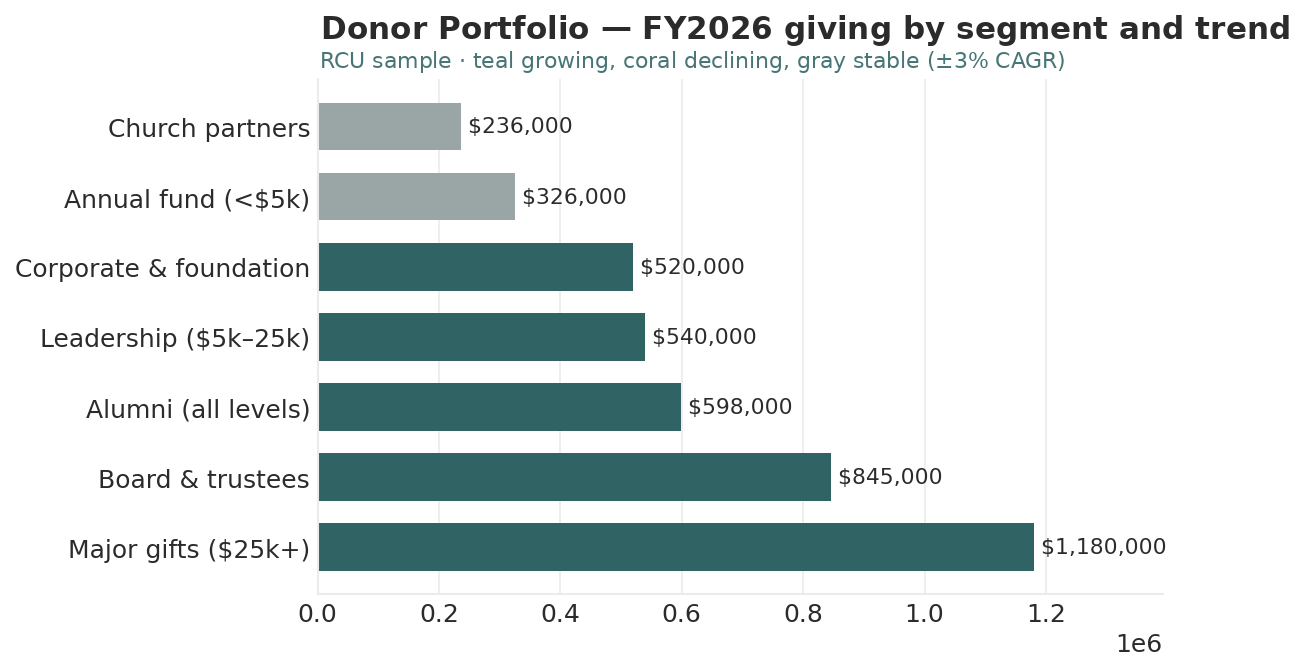 Donor Portfolio — FY2026 giving by segment and trend
RCU sample · teal growing, coral declining, gray stable (±3% CAGR)
Church partners $236,000
Annual fund (<$5k) $326,000
Corporate & foundation $520,000
Leadership ($5k–25k) $540,000
Alumni (all levels) $598,000
Board & trustees $845,000
Major gifts ($25k+) $1,180,000
0.0 0.2 0.4 0.6 0.8 1.0 1.2
1e6